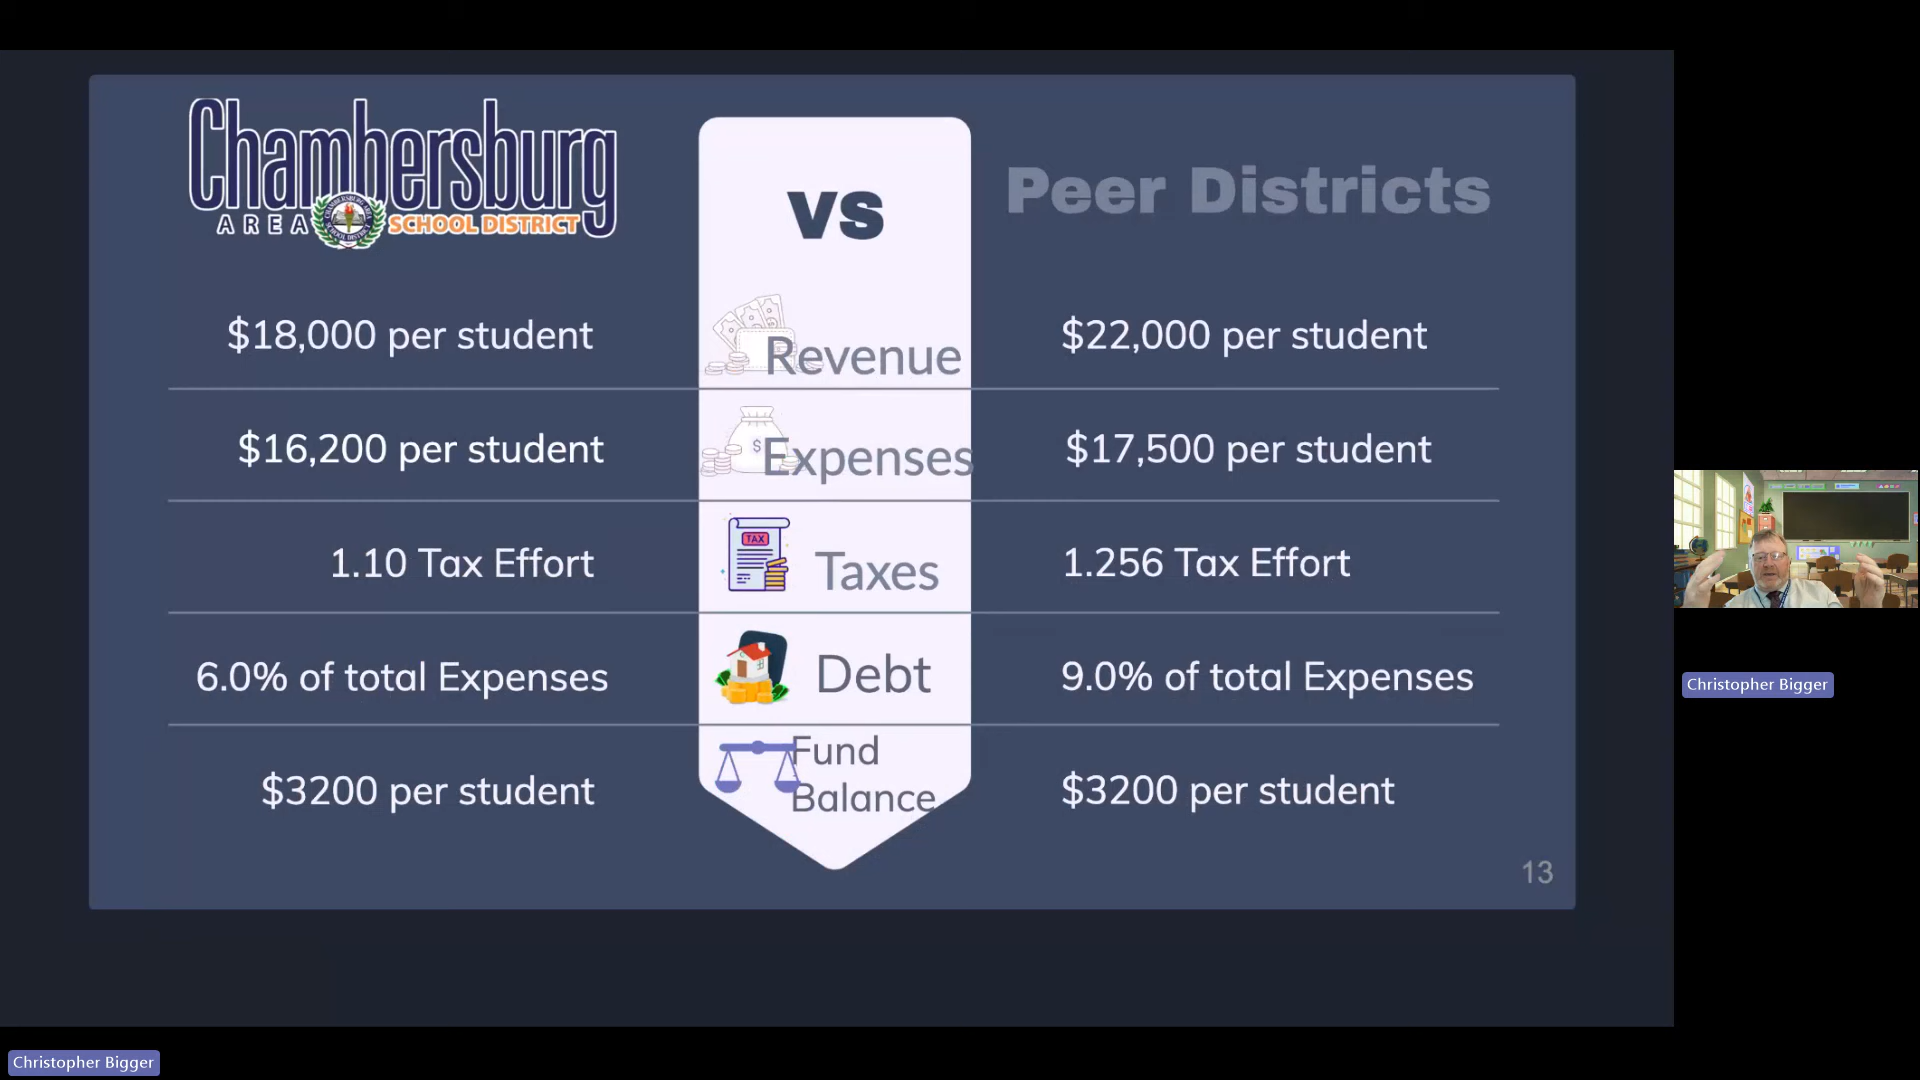 Chambersburg
AREA SCHOOL DISTRICT
vs
Peer Districts
$18,000 per student
Revenue
$22,000 per student
$16,200 per student
$
Expenses
$17,500 per student
1.10 Tax Effort
TAX
Taxes
1.256 Tax Effort
6.0% of total Expenses
Debt
9.0% of total Expenses
$3200 per student
Fund
Balance
$3200 per student
13
Christopher Bigger
Christopher Bigger